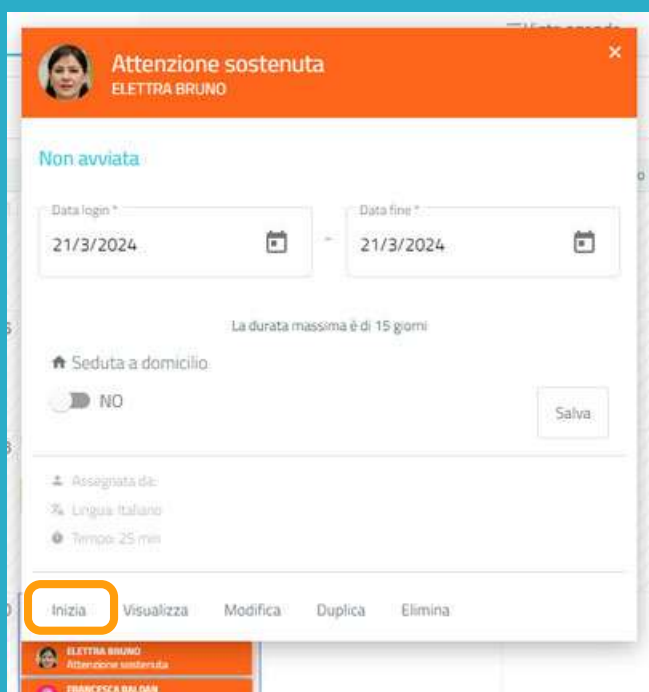 Attenzione sostenuta
ELETTRA BRUNO
×
Non avviata
Data login *
21/3/2024
-
Data fine *
21/3/2024
La durata massima è di 15 giorni
Seduta a domicilio
NO
Salva
Assegnata da:
Lingua: Italiano
Tempo: 25 min
Inizia Visualizza Modifica Duplica Elimina
ELETTRA BRUNO
Attenzione sostenuta
FRANCESCA BALDAN